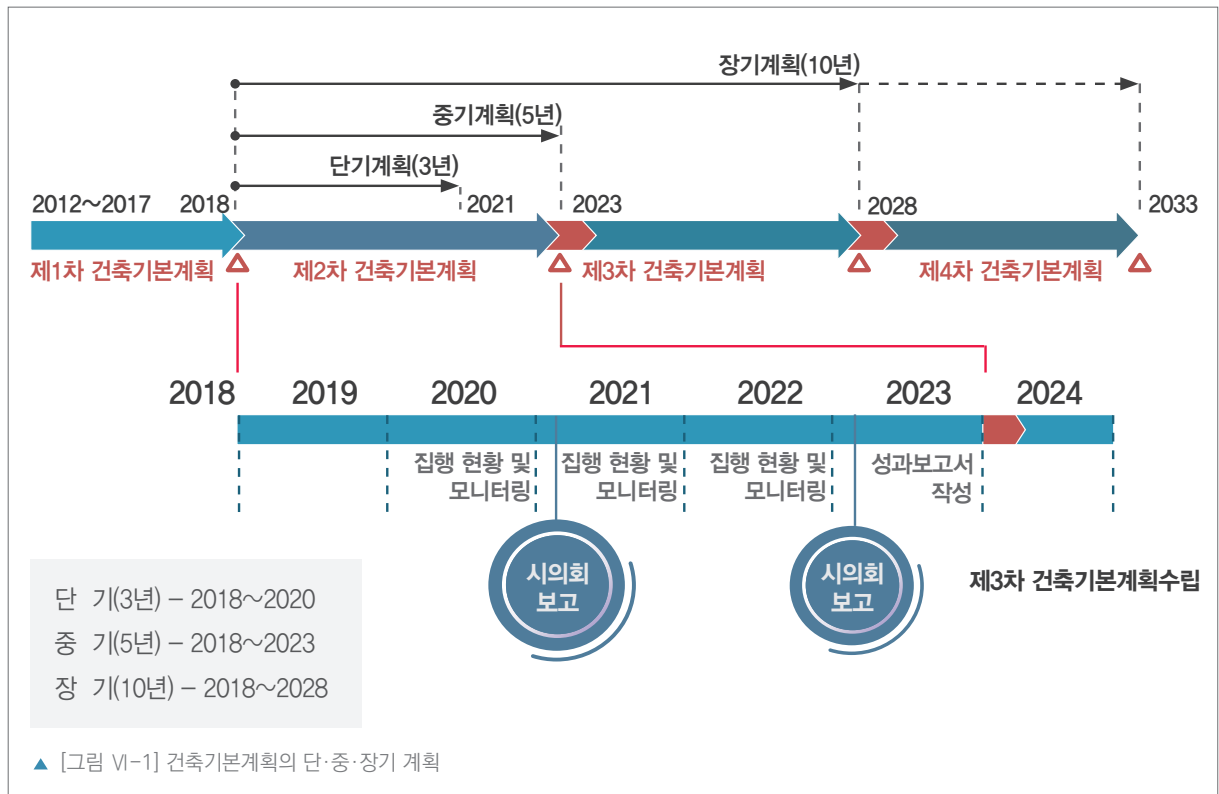 장기계획(10년)
중기계획(5년)
단기계획(3년)
2012～2017 2018 2021 2023 2028 2033
제1차 건축기본계획 제2차 건축기본계획 제3차 건축기본계획 제4차 건축기본계획
2018 2019 2020 2021 2022 2023 2024
집행 현황 및 집행 현황 및 집행 현황 및 성과보고서
모니터링 모니터링 모니터링 작성
시의회 시의회
보고 보고
제3차 건축기본계획수립
단 기(3년) – 2018～2020
중 기(5년) – 2018～2023
장 기(10년) – 2018～2028
▲ [그림 Ⅵ-1] 건축기본계획의 단·중·장기 계획